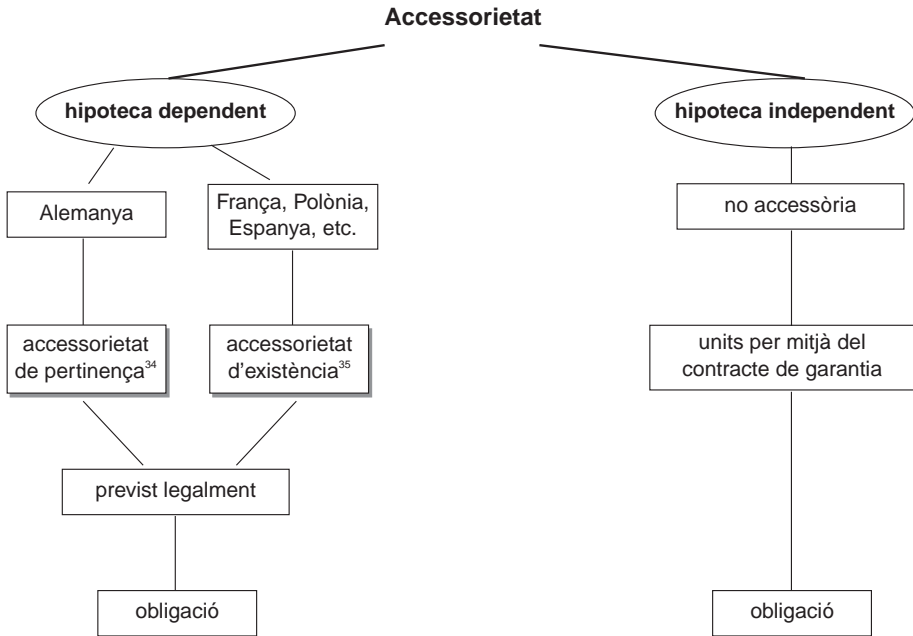 Accessorietat
hipoteca dependent
hipoteca independent
Alemanya
França, Polònia,
Espanya, etc.
no accessòria
accessorietat
de pertinença34
accessorietat
d'existència35
units per mitjà del
contracte de garantia
previst legalment
obligació
obligació